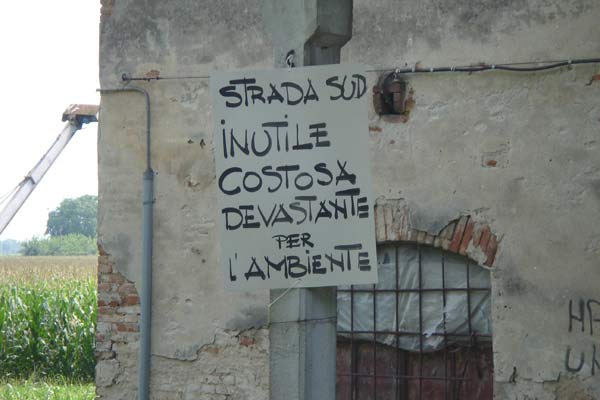 STRADA SUD
INUTILE
COSTOSA
DEVASTANTE
PER
L'AMBIENTE